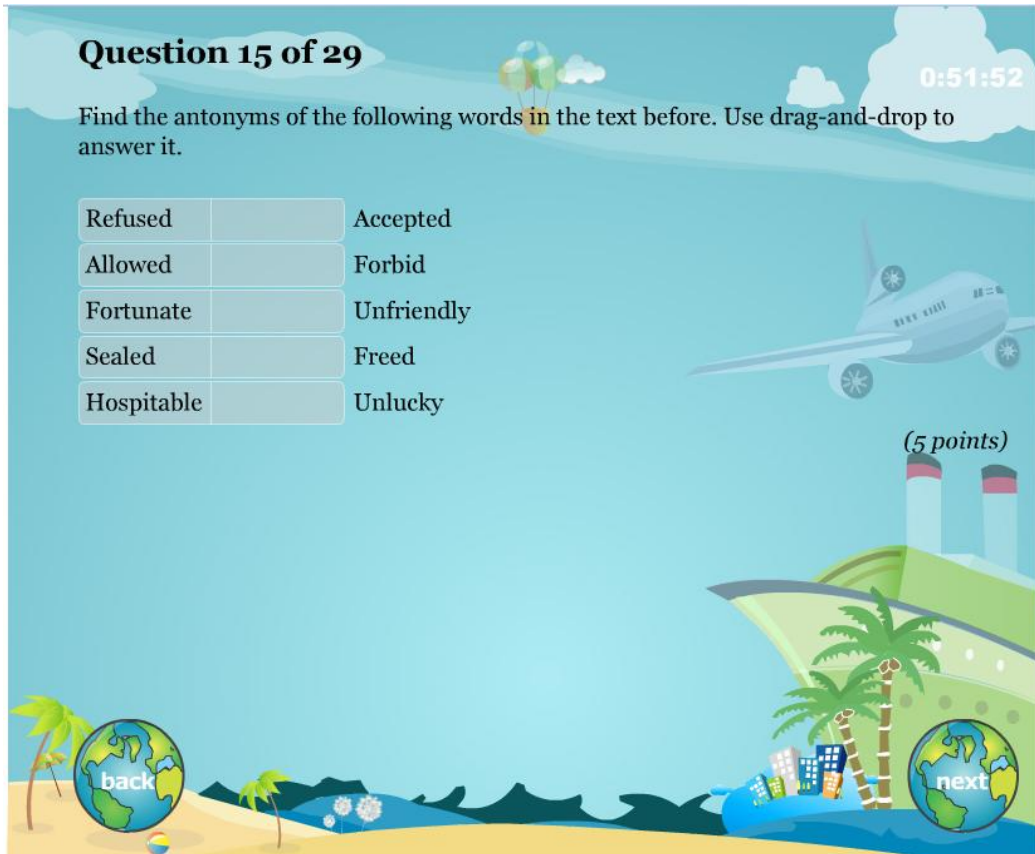 Question 15 of 29
0:51:52
Find the antonyms of the following words in the text before. Use drag-and-drop to
answer it.
Refused Accepted
Allowed Forbid
Fortunate Unfriendly
Sealed Freed
Hospitable Unlucky
(5 points)
back
next